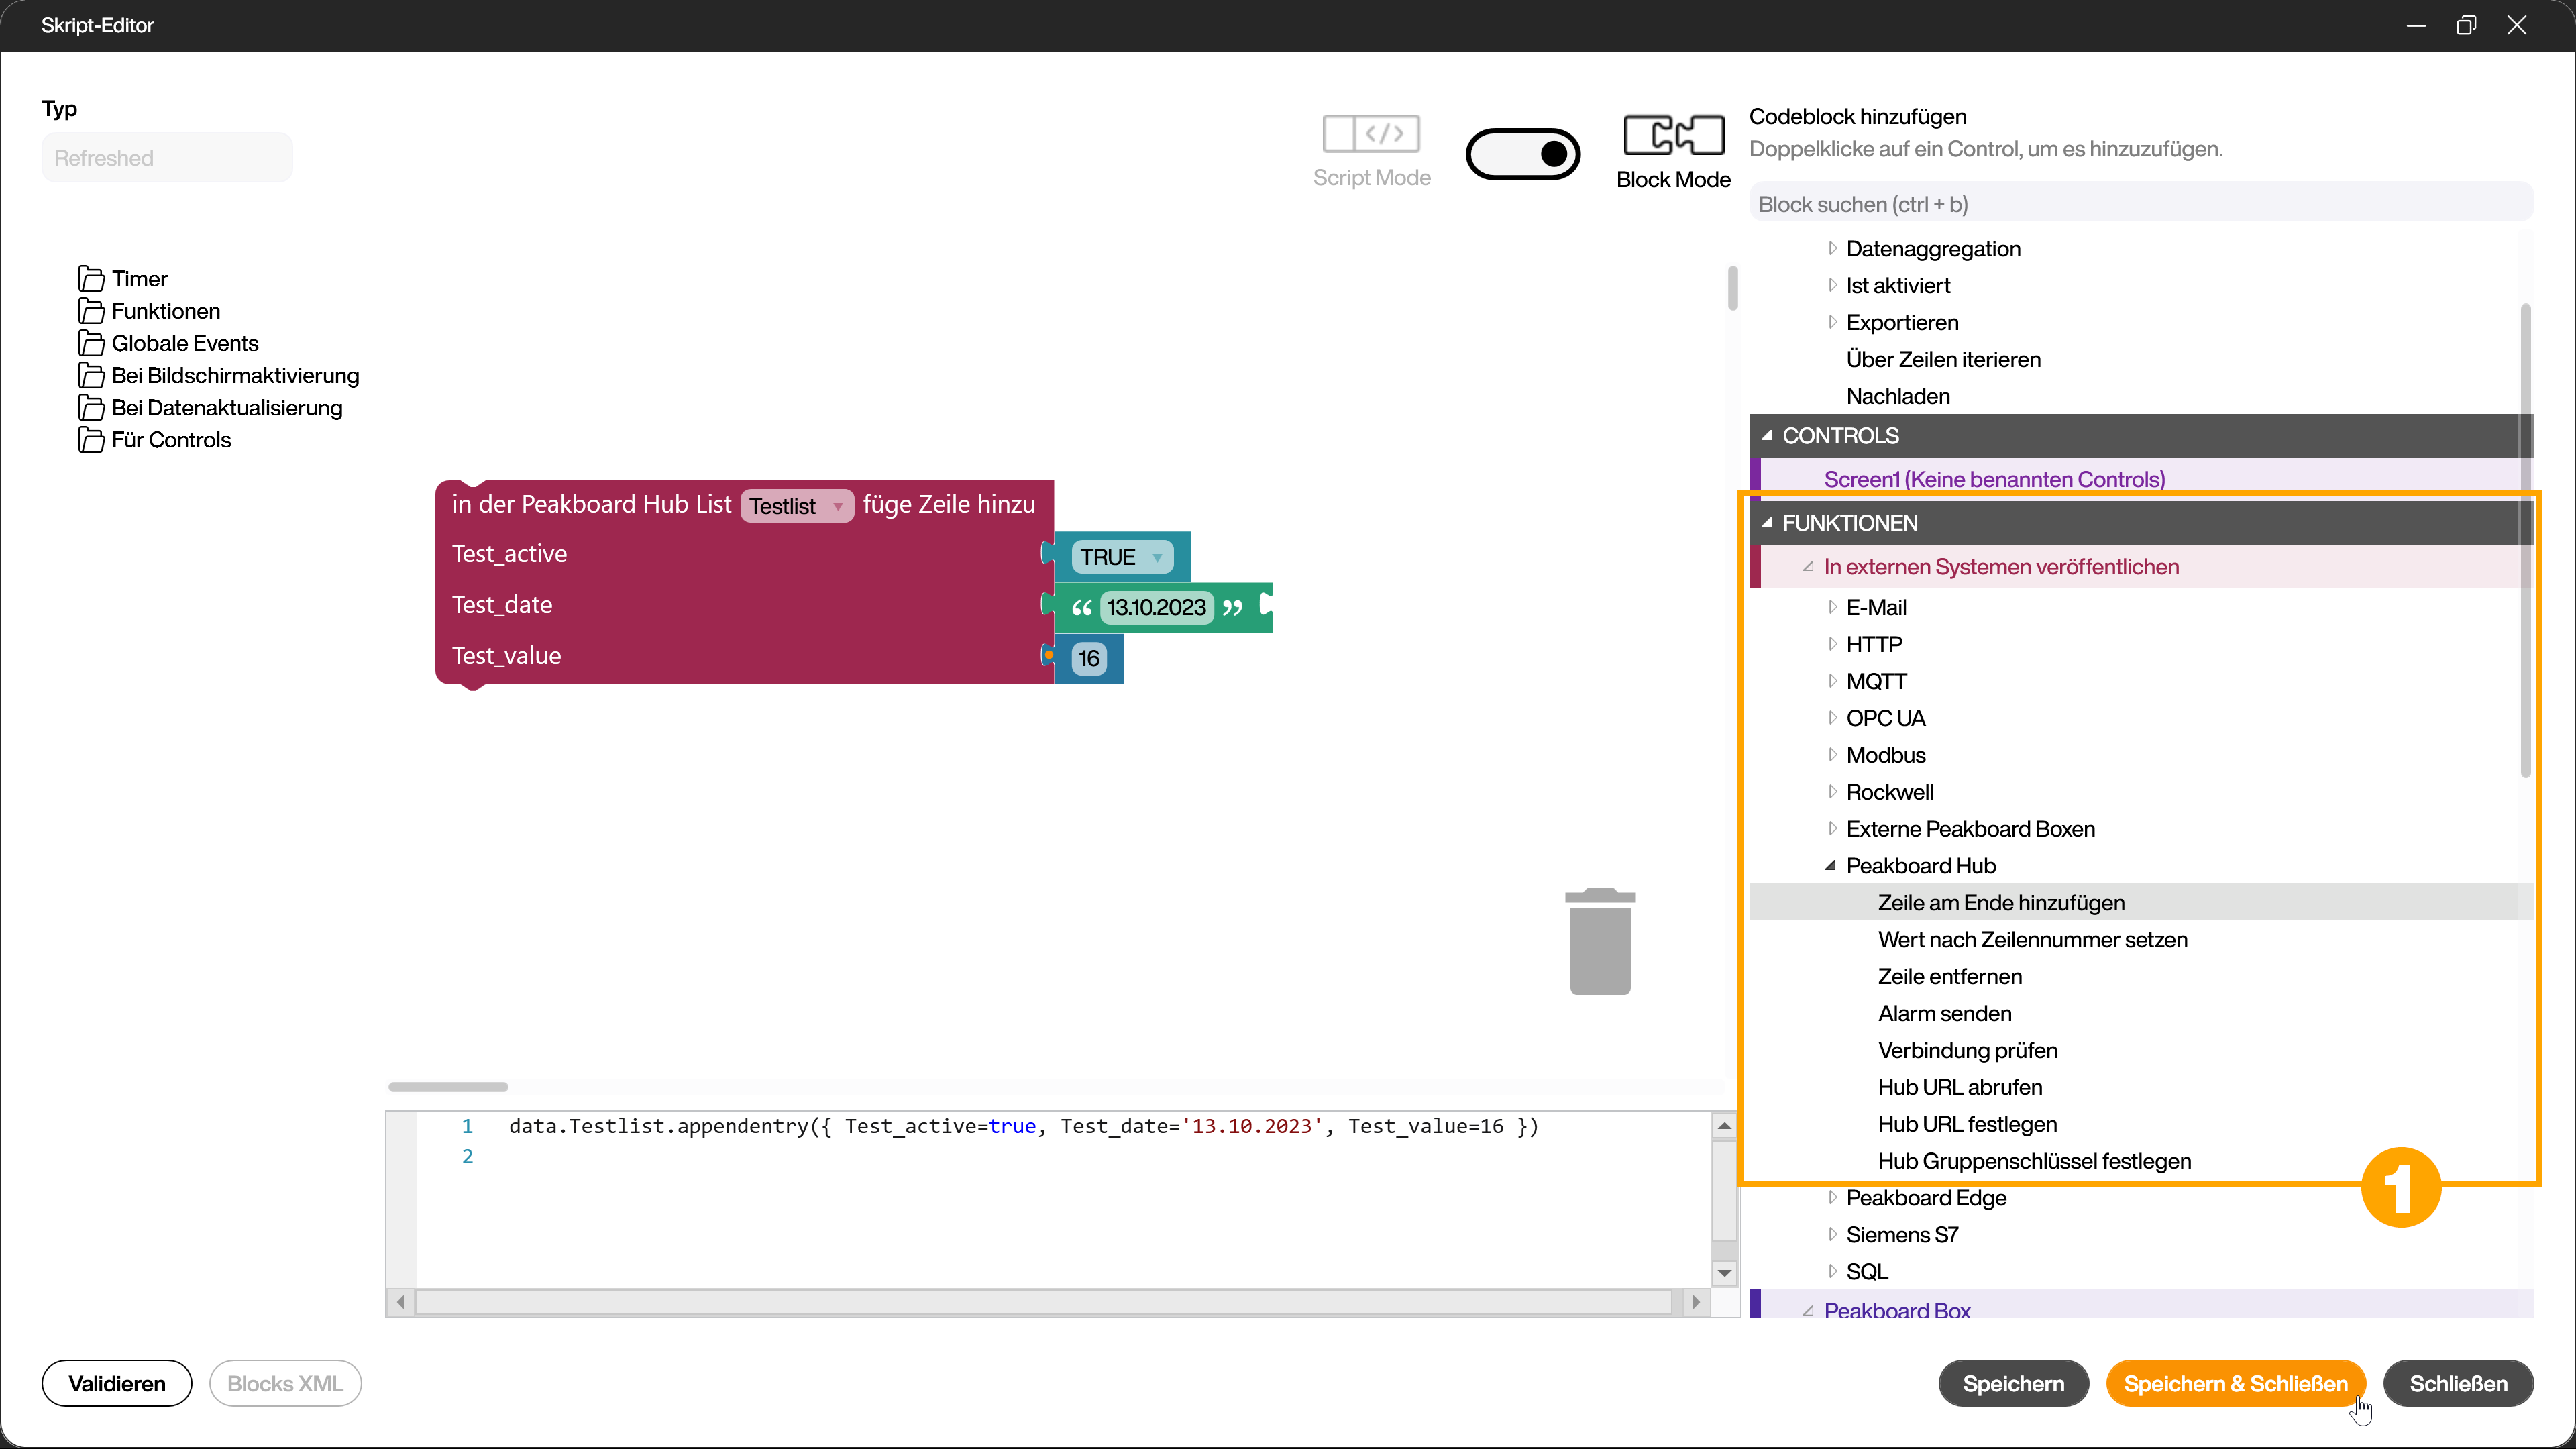 Skript-Editor
Typ
Refreshed
Script Mode
Block Mode
Codeblock hinzufügen
Doppelklicke auf ein Control, um es hinzuzufügen.
Block suchen (ctrl + b)
Timer
Funktionen
Globale Events
Bei Bildschirmaktivierung
Bei Datenaktualisierung
Für Controls
in der Peakboard Hub List Testlist füge Zeile hinzu
Test_active TRUE
Test_date “ 13.10.2023 ”
Test_value 16
1 data.Testlist.appendentry({ Test_active=true, Test_date='13.10.2023', Test_value=16 })
2
Datenaggregation
Ist aktiviert
Exportieren
Über Zeilen iterieren
Nachladen
CONTROLS
Screen1 (Keine benannten Controls)
FUNKTIONEN
In externen Systemen veröffentlichen
E-Mail
HTTP
MQTT
OPC UA
Modbus
Rockwell
Externe Peakboard Boxen
Peakboard Hub
Zeile am Ende hinzufügen
Wert nach Zeilennummer setzen
Zeile entfernen
Alarm senden
Verbindung prüfen
Hub URL abrufen
Hub URL festlegen
Hub Gruppenschlüssel festlegen
1
Peakboard Edge
Siemens S7
SQL
Peakboard Box
Validieren
Blocks XML
Speichern
Speichern & Schließen
Schließen